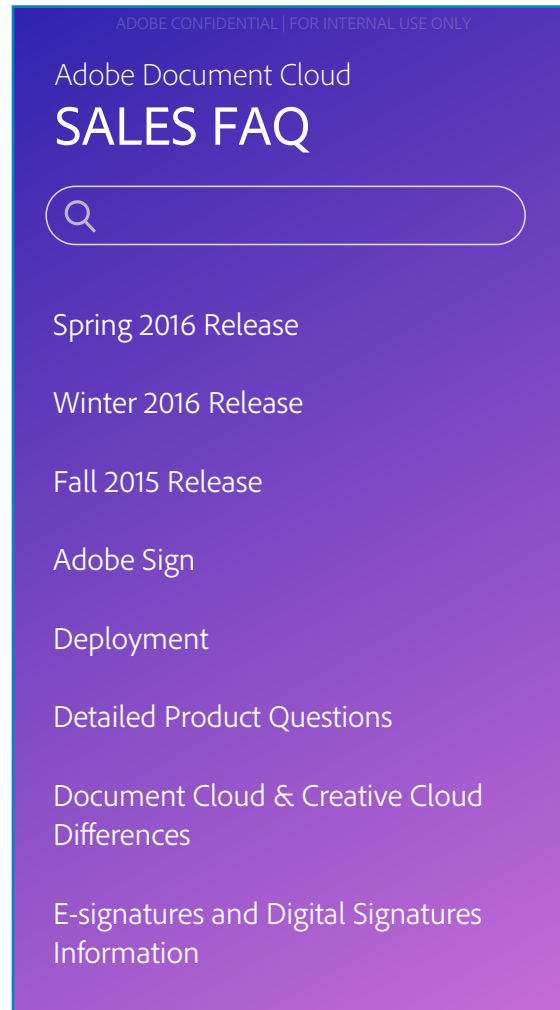 ADOBE CONFIDENTIAL | FOR INTERNAL USE ONLY
Adobe Document Cloud
SALES FAQ
Spring 2016 Release
Winter 2016 Release
Fall 2015 Release
Adobe Sign
Deployment
Detailed Product Questions
Document Cloud & Creative Cloud
Differences
E-signatures and Digital Signatures
Information